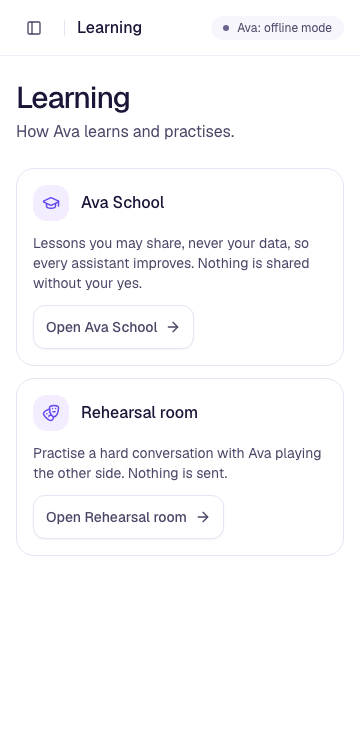 Learning
Ava: offline mode
Learning
How Ava learns and practises.
Ava School
Lessons you may share, never your data, so
every assistant improves. Nothing is shared
without your yes.
Open Ava School
Rehearsal room
Practise a hard conversation with Ava playing
the other side. Nothing is sent.
Open Rehearsal room